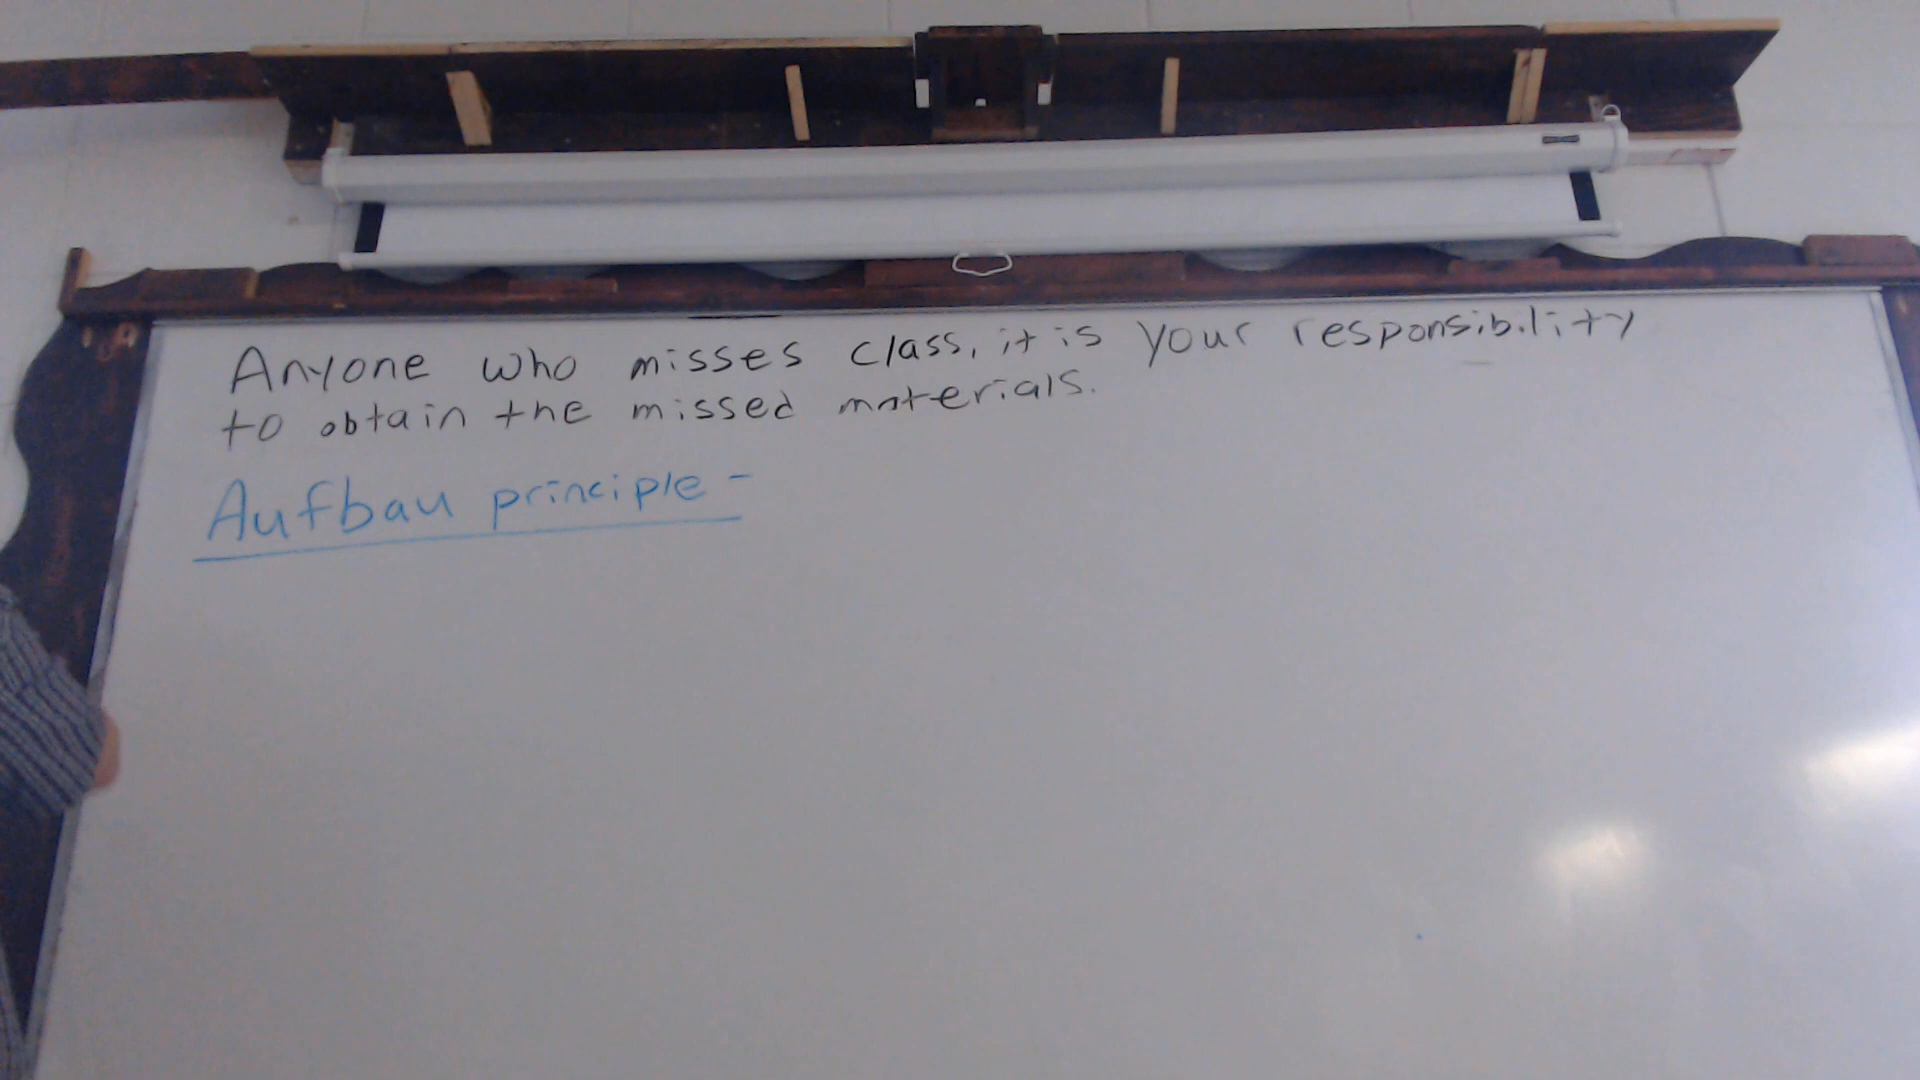 Anyone who misses class, it is your responsibility
to obtain the missed materials.
Aufbau principle -